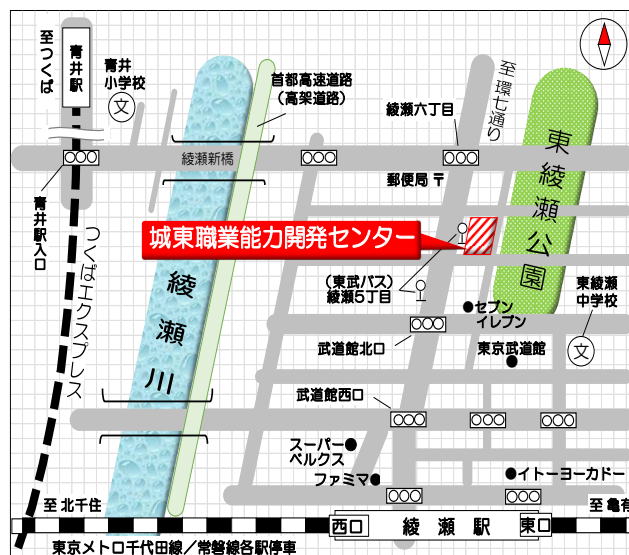 至つくば
青井駅
青井
小学校
文
首都高速道路
（高架道路）
綾瀬六丁目
至 環七通り
東綾瀬公園
綾瀬新橋
郵便局 〒
青井駅入口
つくばエクスプレス
城東職業能力開発センター
綾瀬川
（東武バス）
綾瀬5丁目
セブン
イレブン
東綾瀬
中学校
文
武道館北口
東京武道館
武道館西口
スーパー
ベルクス
ファミマ
イトーヨーカドー
至 北千住
至 亀有
西口
綾瀬駅
東口
東京メトロ千代田線／常磐線各駅停車